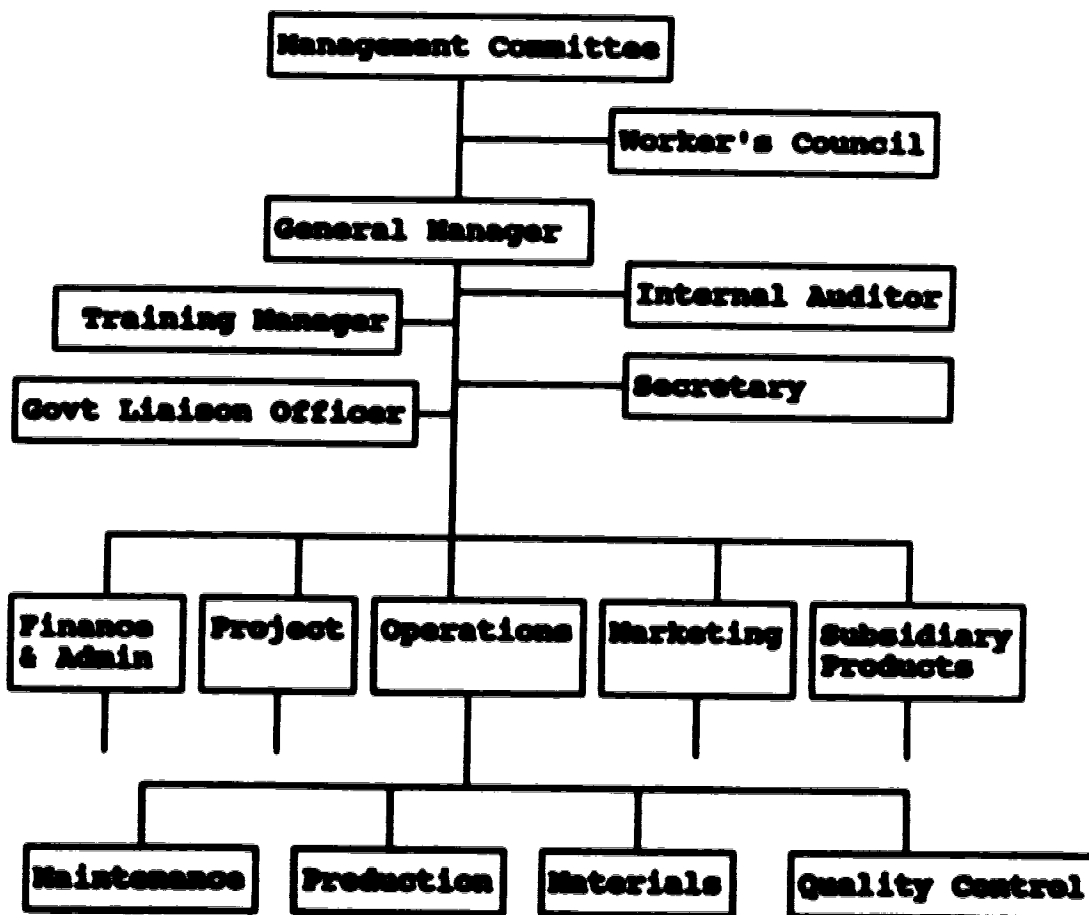 Management Committee
Worker's Council
General Manager
Internal Auditor
Training Manager
Secretary
Govt Liaison Officer
Finance
& Admin
Project
Operations
Marketing
Subsidiary
Products
Maintenance
Production
Materials
Quality Control